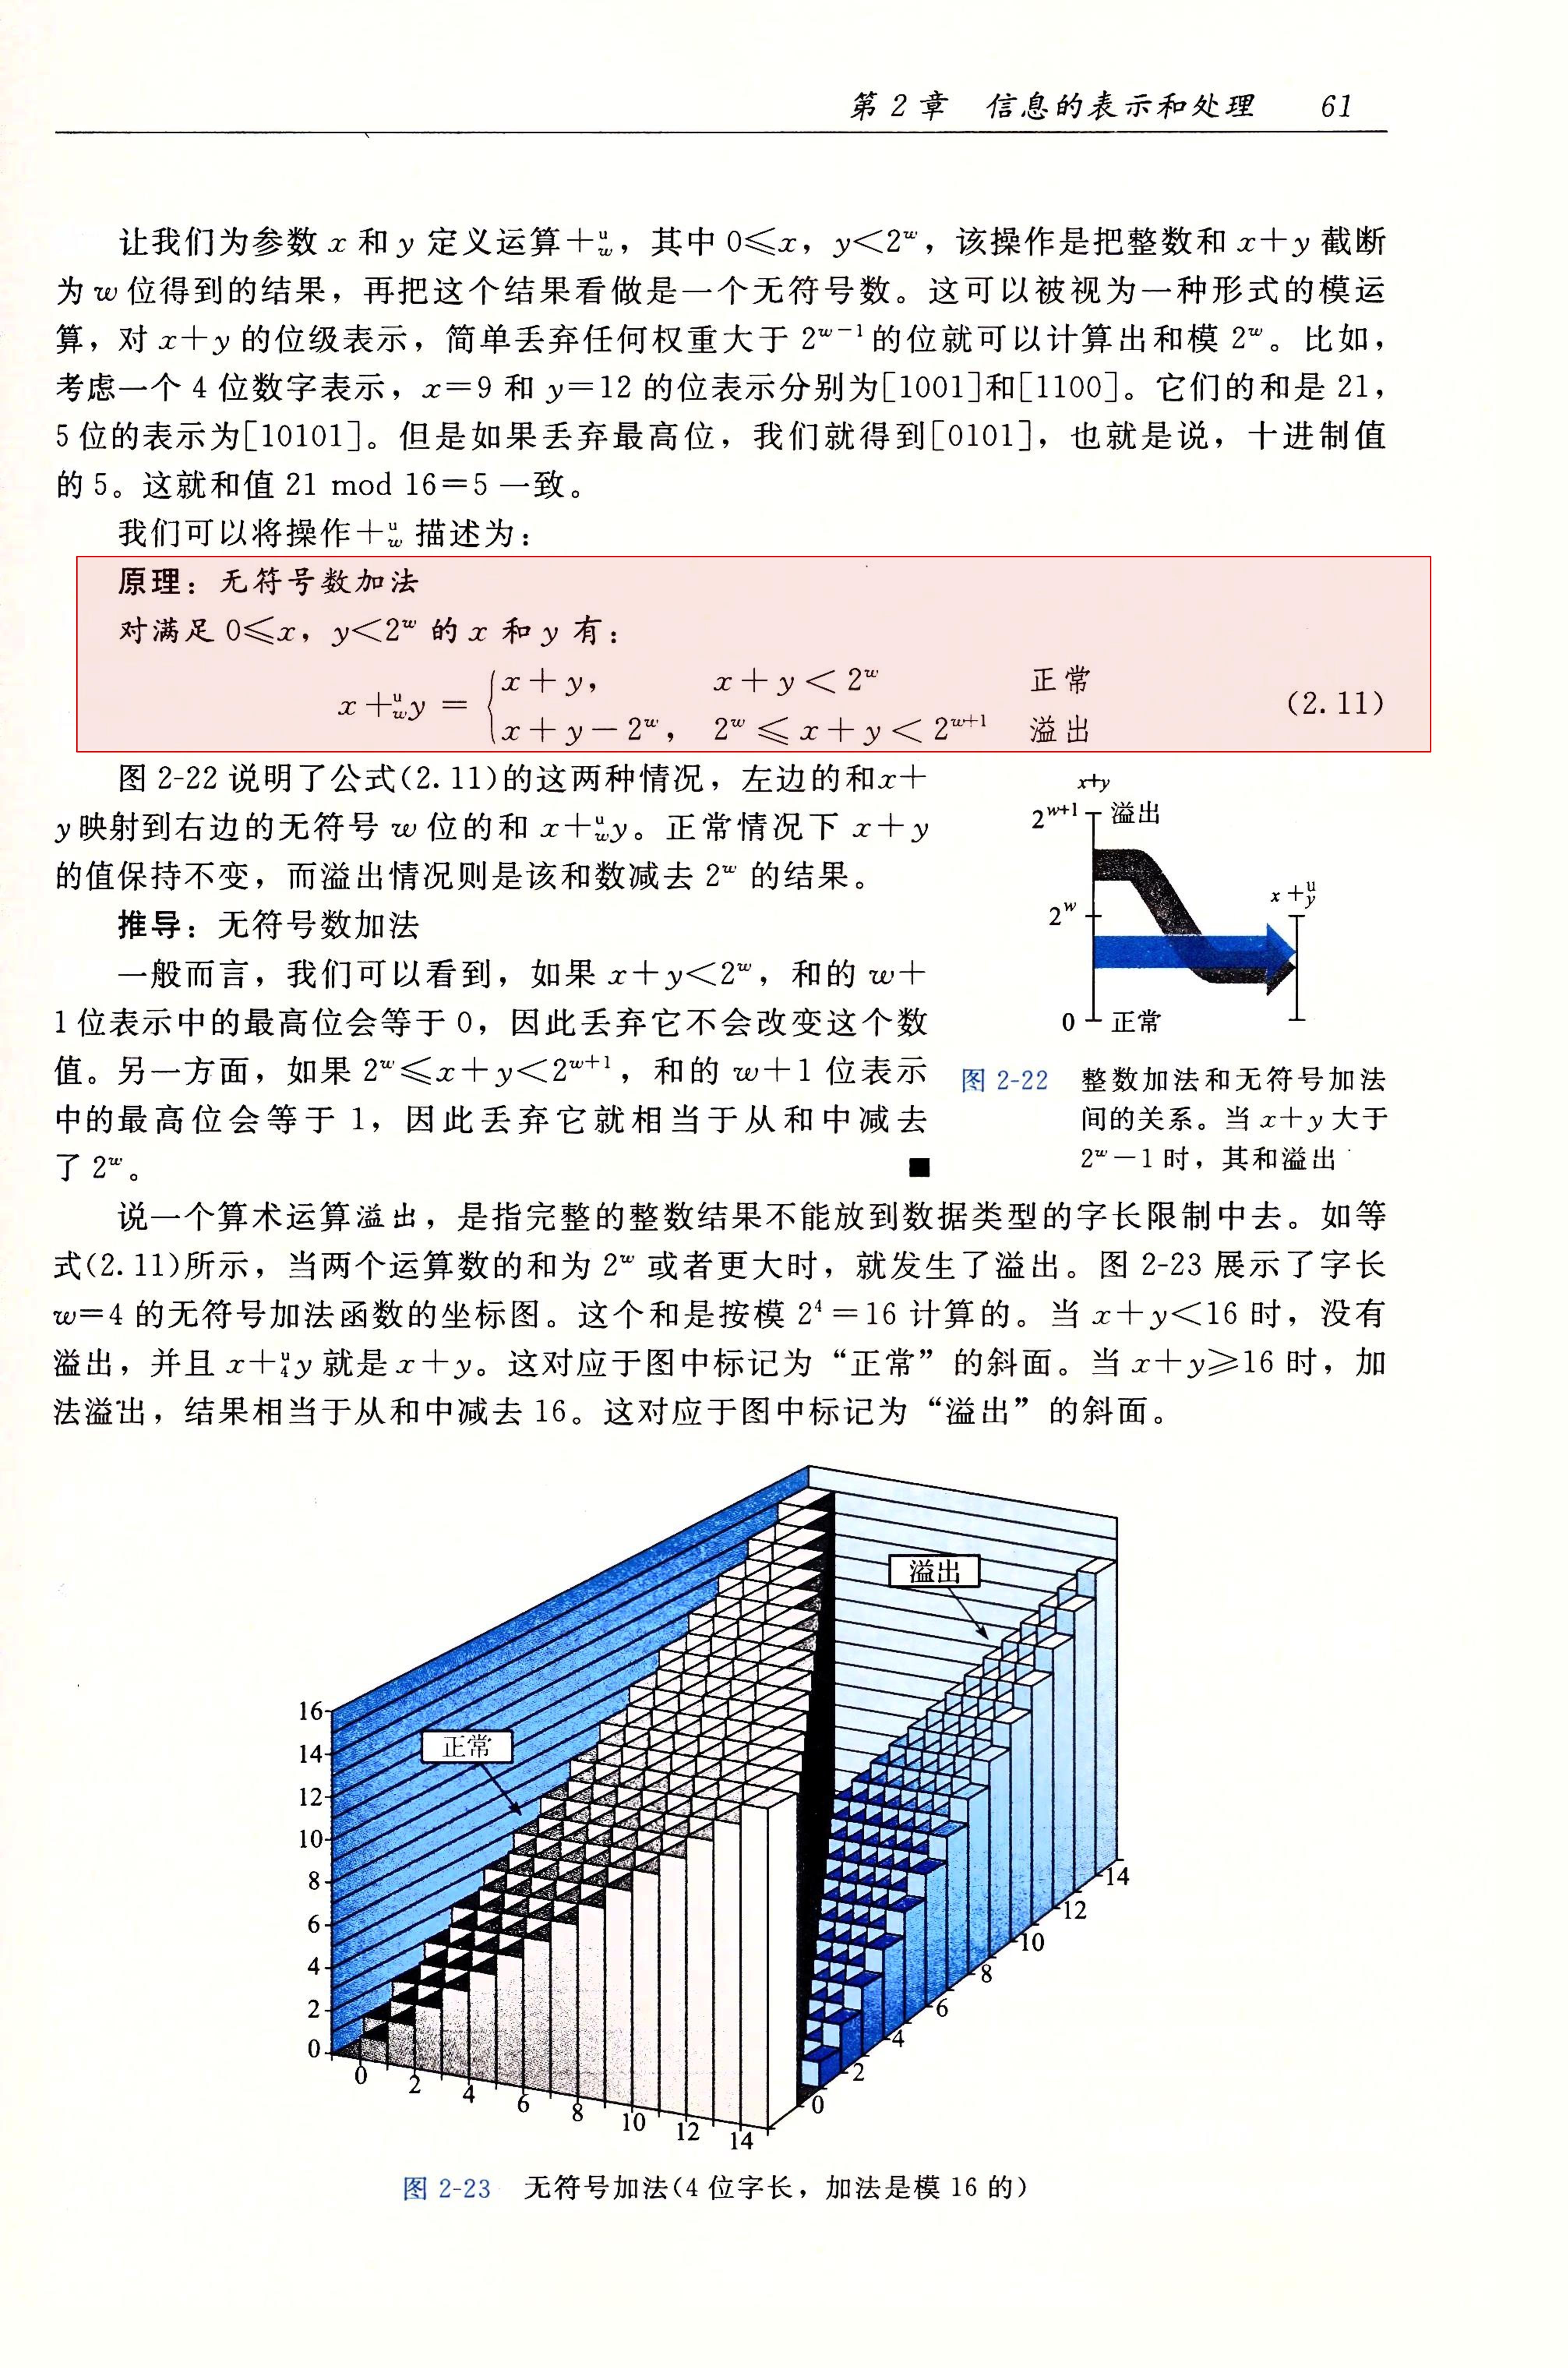 第2章 信息的表示和处理 61
让我们为参数 x 和 y 定义运算+ᵘ_w，其中 0≤x，y<2^w，该操作是把整数和 x+y 截断
为 w 位得到的结果，再把这个结果看做是一个无符号数。这可以被视为一种形式的模运
算，对 x+y 的位级表示，简单丢弃任何权重大于 2^{w-1} 的位就可以计算出和模 2^w。比如，
考虑一个 4 位数字表示，x=9 和 y=12 的位表示分别为[1001]和[1100]。它们的和是 21，
5 位的表示为[10101]。但是如果丢弃最高位，我们就得到[0101]，也就是说，十进制值
的 5。这就和值 21 mod 16=5 一致。
我们可以将操作+ᵘ_w 描述为：
原理：无符号数加法
对满足 0≤x，y<2^w 的 x 和 y 有：
x +ᵘ_w y = { x+y， x+y<2^w 正常
x+y-2^w， 2^w≤x+y<2^{w+1} 溢出 (2.11)
图 2-22 说明了公式(2.11)的这两种情况，左边的和x+
y映射到右边的无符号 w 位的和 x+ᵘ_w y。正常情况下 x+y
的值保持不变，而溢出情况则是该和数减去 2^w 的结果。
推导：无符号数加法
一般而言，我们可以看到，如果 x+y<2^w，和的 w+
1位表示中的最高位会等于 0，因此丢弃它不会改变这个数
值。另一方面，如果 2^w≤x+y<2^{w+1}，和的 w+1 位表示
中的最高位会等于 1，因此丢弃它就相当于从和中减去
了 2^w。 ■
x+y
2^{w+1} 溢出
x +ᵘ y
2^w
0 正常
图 2-22 整数加法和无符号加法
间的关系。当 x+y 大于
2^w-1 时，其和溢出
说一个算术运算溢出，是指完整的整数结果不能放到数据类型的字长限制中去。如等
式(2.11)所示，当两个运算数的和为 2^w 或者更大时，就发生了溢出。图 2-23 展示了字长
w=4 的无符号加法函数的坐标图。这个和是按模 2^4=16 计算的。当 x+y<16 时，没有
溢出，并且 x+ᵘ_4 y 就是 x+y。这对应于图中标记为“正常”的斜面。当 x+y≥16 时，加
法溢出，结果相当于从和中减去 16。这对应于图中标记为“溢出”的斜面。
溢出
正常
16
14
12
10
8
6
4
2
0
0 2 4 6 8 10 12 14
0 2 4 6 8 10 12 14
图 2-23 无符号加法(4 位字长，加法是模 16 的)